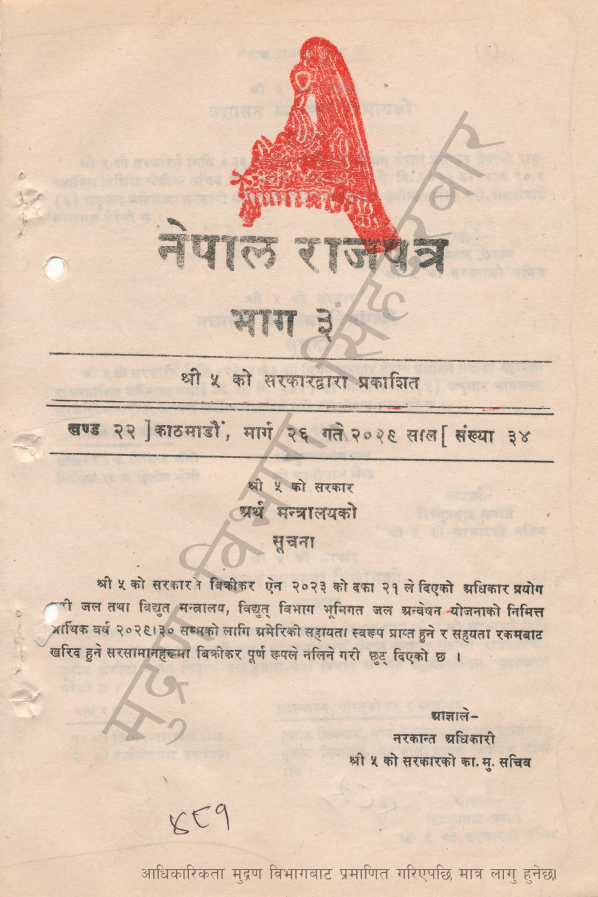 नेपाल राजपत्र
भाग ३
श्री ५ को सरकारद्वारा प्रकाशित
खण्ड २२ ] काठमाडौं, मार्ग २६ गते २०२९ साल [ संख्या ३४
श्री ५ को सरकार
अर्थ मन्त्रालयको
सूचना
श्री ५ को सरकारले बिक्रीकर ऐन २०२३ को दफा २१ ले दिएको अधिकार प्रयोग
गरी जल तथा विद्युत मन्त्रालय, विद्युत् विभाग भूमिगत जल अन्वेषन योजनाको निमित्त
आर्थिक वर्ष २०२९।३० सम्मको लागि अमेरिकी सहायता स्वरूप प्राप्त हुने र सहयता रकमबाट
खरिद हुने सरसामानहरूमा बिक्रीकर पूर्ण रूपले नलिने गरी छुट् दिएको छ ।
आज्ञाले–
नरकान्त अधिकारी
श्री ५ को सरकारको का. मु. सचिव
४८१
मुद्रण विभाग, सिंहदरबार
आधिकारिकता मुद्रण विभागबाट प्रमाणित गरिएपछि मात्र लागु हुनेछ।